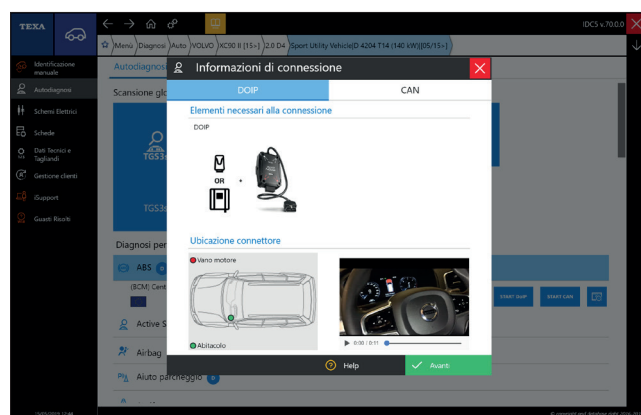 TEXA
IDC5 v.70.0.0
Menù Diagnosi Auto VOLVO XC90 II [15>] 2.0 D4 Sport Utility Vehicle(D 4204 T14 (140 kW))[05/15>]
Identificazione
manuale
Autodiagnosi
Schemi Elettrici
Schede
Dati Tecnici e
Tagliandi
Gestione clienti
iSupport
Guasti Risolti
Autodiagnosi
Scansione glo
TGS3s
TGS3s
Diagnosi per
ABS
(BCM) Cent
START DoIP
START CAN
Active S
Airbag
Aiuto parcheggio
Informazioni di connessione
DOIP
CAN
Elementi necessari alla connessione
DOIP
OR
+
Ubicazione connettore
Vano motore
Abitacolo
0:00 / 0:11
Help
Avanti